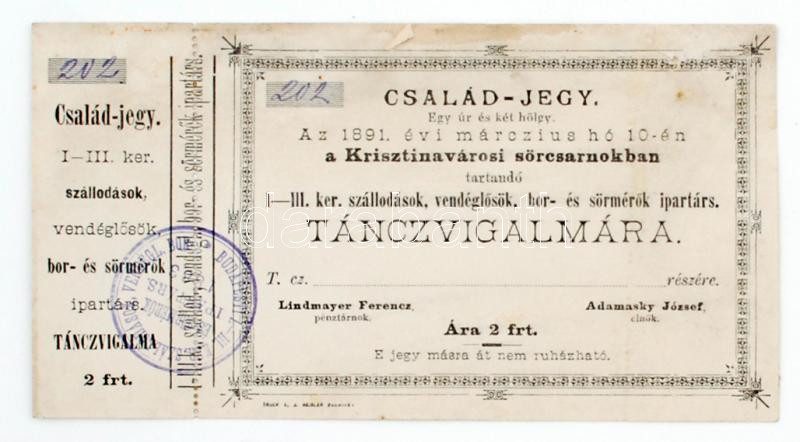 202
Család-jegy.
I—III. ker.
szállodások,
vendéglősök,
bor- és sörmérők
ipartárs.
TÁNCZVIGALMA
2 frt.
202
CSALÁD-JEGY.
Egy úr és két hölgy.
Az 1891. évi márczius hó 10-én
a Krisztinavárosi sörcsarnokban
tartandó
I—III. ker. szállodások, vendéglősök, bor- és sörmérők ipartárs.
TÁNCZVIGALMÁRA.
T. cz. részére.
Lindmayer Ferencz, Adamasky József,
pénztárnok. elnök.
Ára 2 frt.
E jegy másra át nem ruházható.